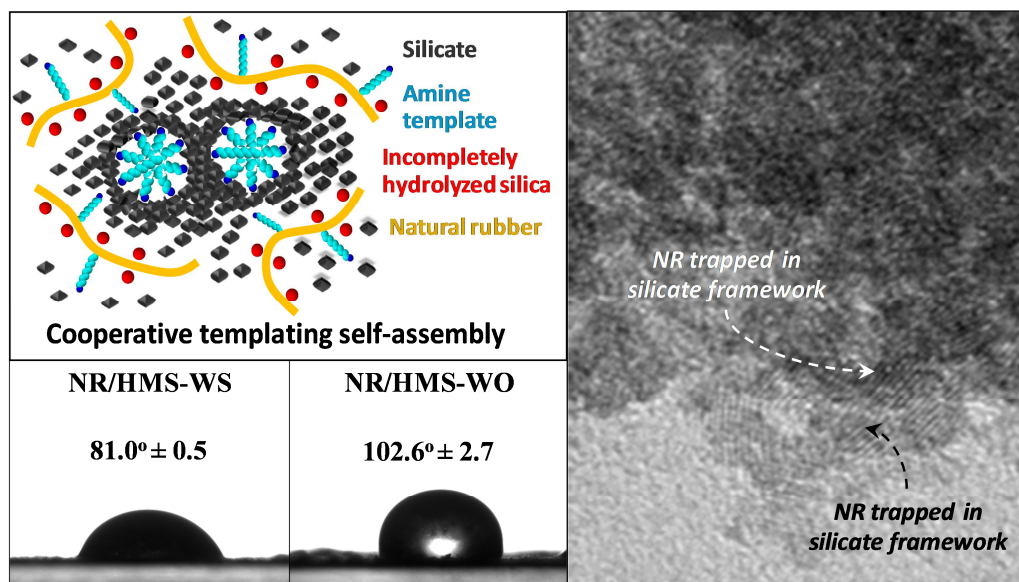 Silicate
Amine
template
Incompletely
hydrolyzed silica
Natural rubber
Cooperative templating self-assembly
NR/HMS-WS
81.0° ± 0.5
NR/HMS-WO
102.6° ± 2.7
NR trapped in
silicate framework
NR trapped in
silicate framework